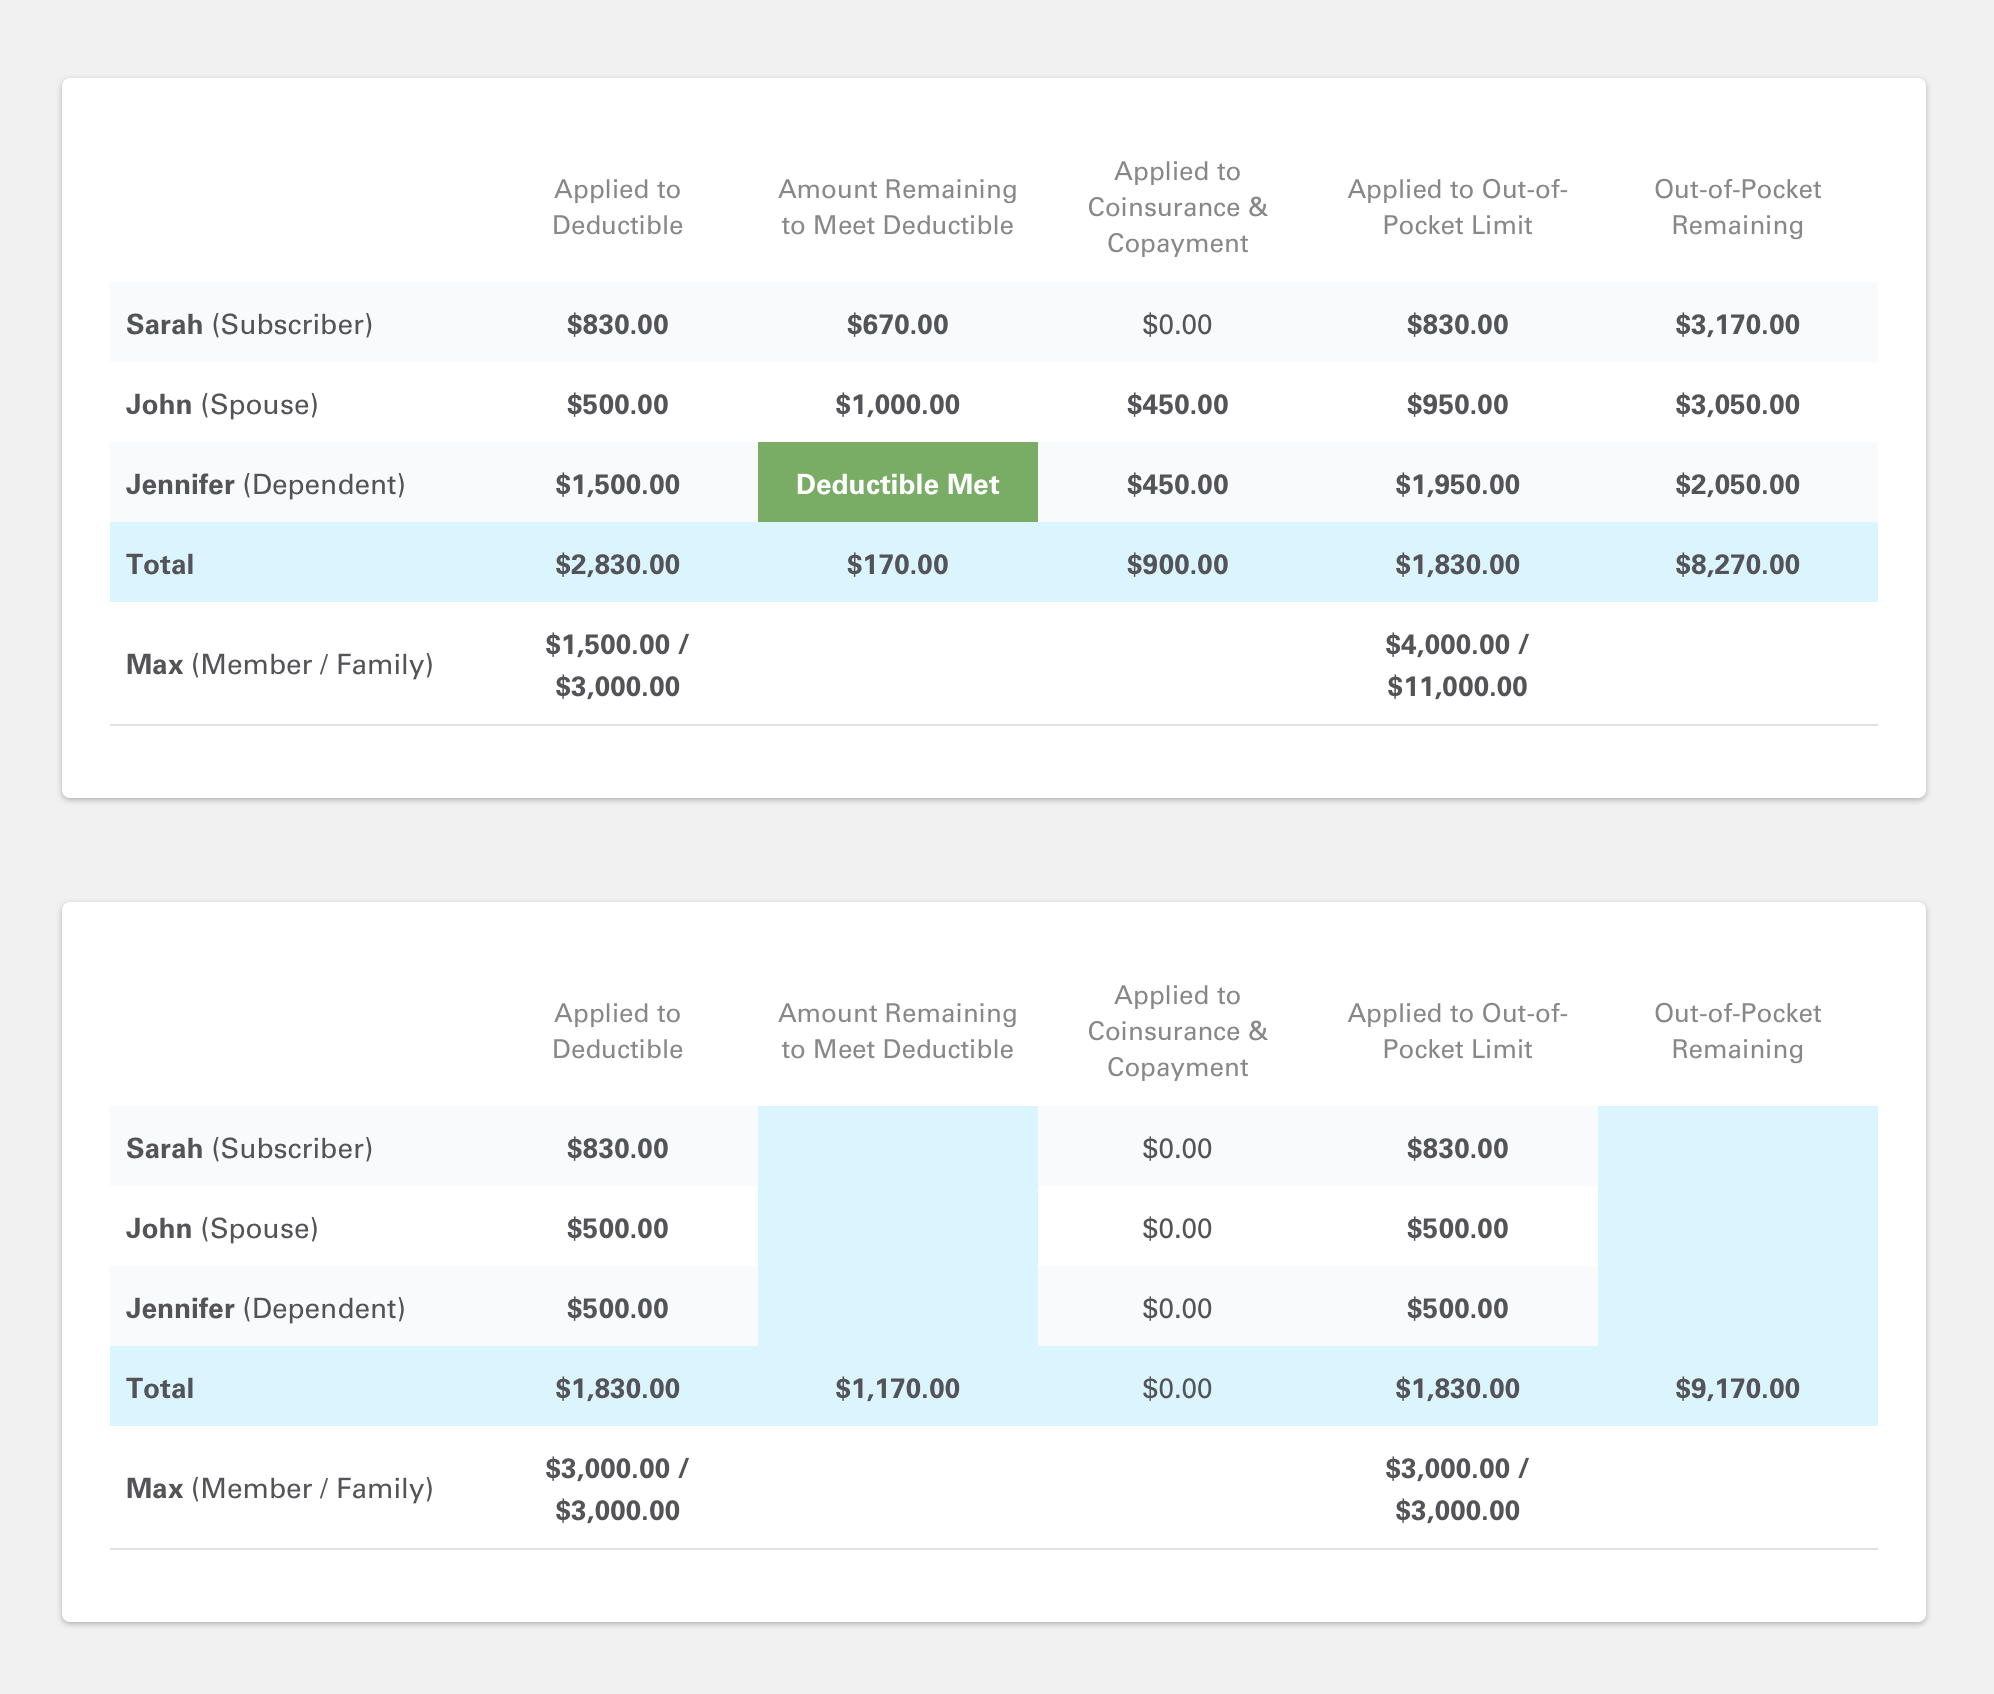 Applied to Deductible Amount Remaining to Meet Deductible Applied to Coinsurance & Copayment Applied to Out-of-Pocket Limit Out-of-Pocket Remaining
Sarah (Subscriber) $830.00 $670.00 $0.00 $830.00 $3,170.00
John (Spouse) $500.00 $1,000.00 $450.00 $950.00 $3,050.00
Jennifer (Dependent) $1,500.00 Deductible Met $450.00 $1,950.00 $2,050.00
Total $2,830.00 $170.00 $900.00 $1,830.00 $8,270.00
Max (Member / Family) $1,500.00 / $3,000.00 $4,000.00 / $11,000.00
Applied to Deductible Amount Remaining to Meet Deductible Applied to Coinsurance & Copayment Applied to Out-of-Pocket Limit Out-of-Pocket Remaining
Sarah (Subscriber) $830.00 $0.00 $830.00
John (Spouse) $500.00 $0.00 $500.00
Jennifer (Dependent) $500.00 $0.00 $500.00
Total $1,830.00 $1,170.00 $0.00 $1,830.00 $9,170.00
Max (Member / Family) $3,000.00 / $3,000.00 $3,000.00 / $3,000.00